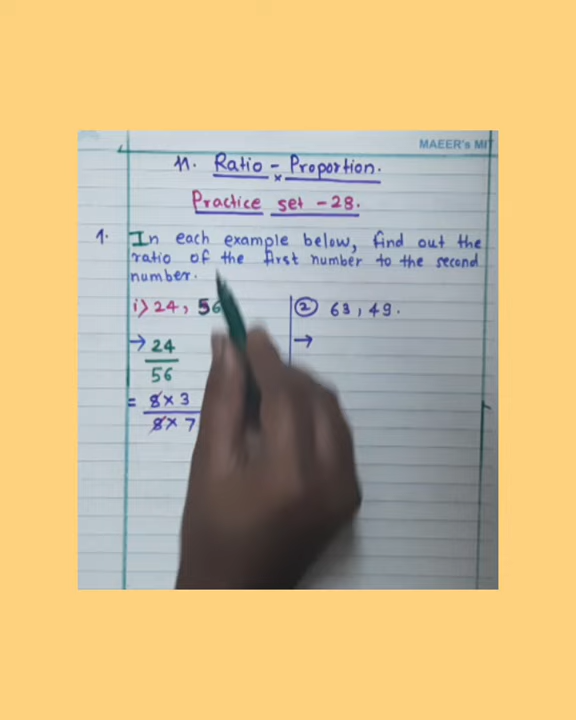 MAEER's MIT
11. Ratio - Proportion.
Practice set - 28.
1. In each example below, find out the
ratio of the first number to the second
number.
i) 24, 56
② 63, 49.
→ 24
56
= 8 × 3
8 × 7
→